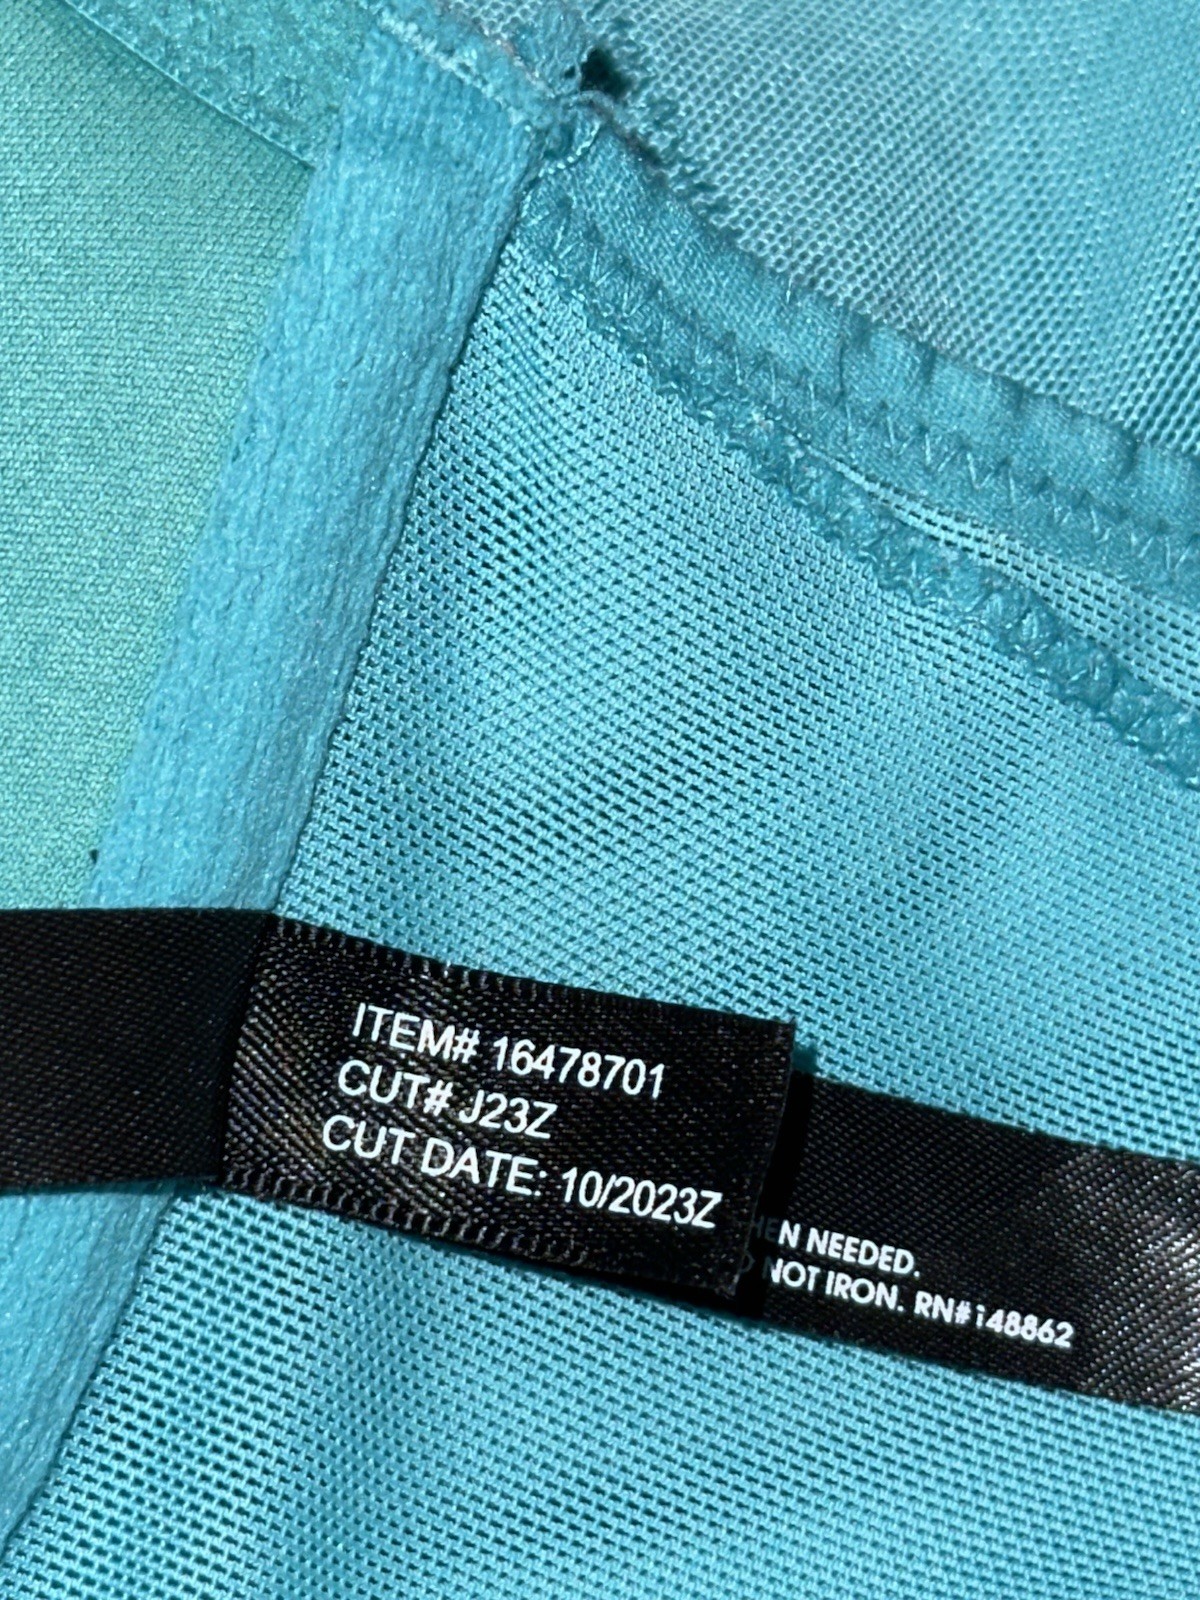 ITEM# 16478701
CUT# J23Z
CUT DATE: 10/2023Z
NEEDED.
NOT IRON. RN#148862